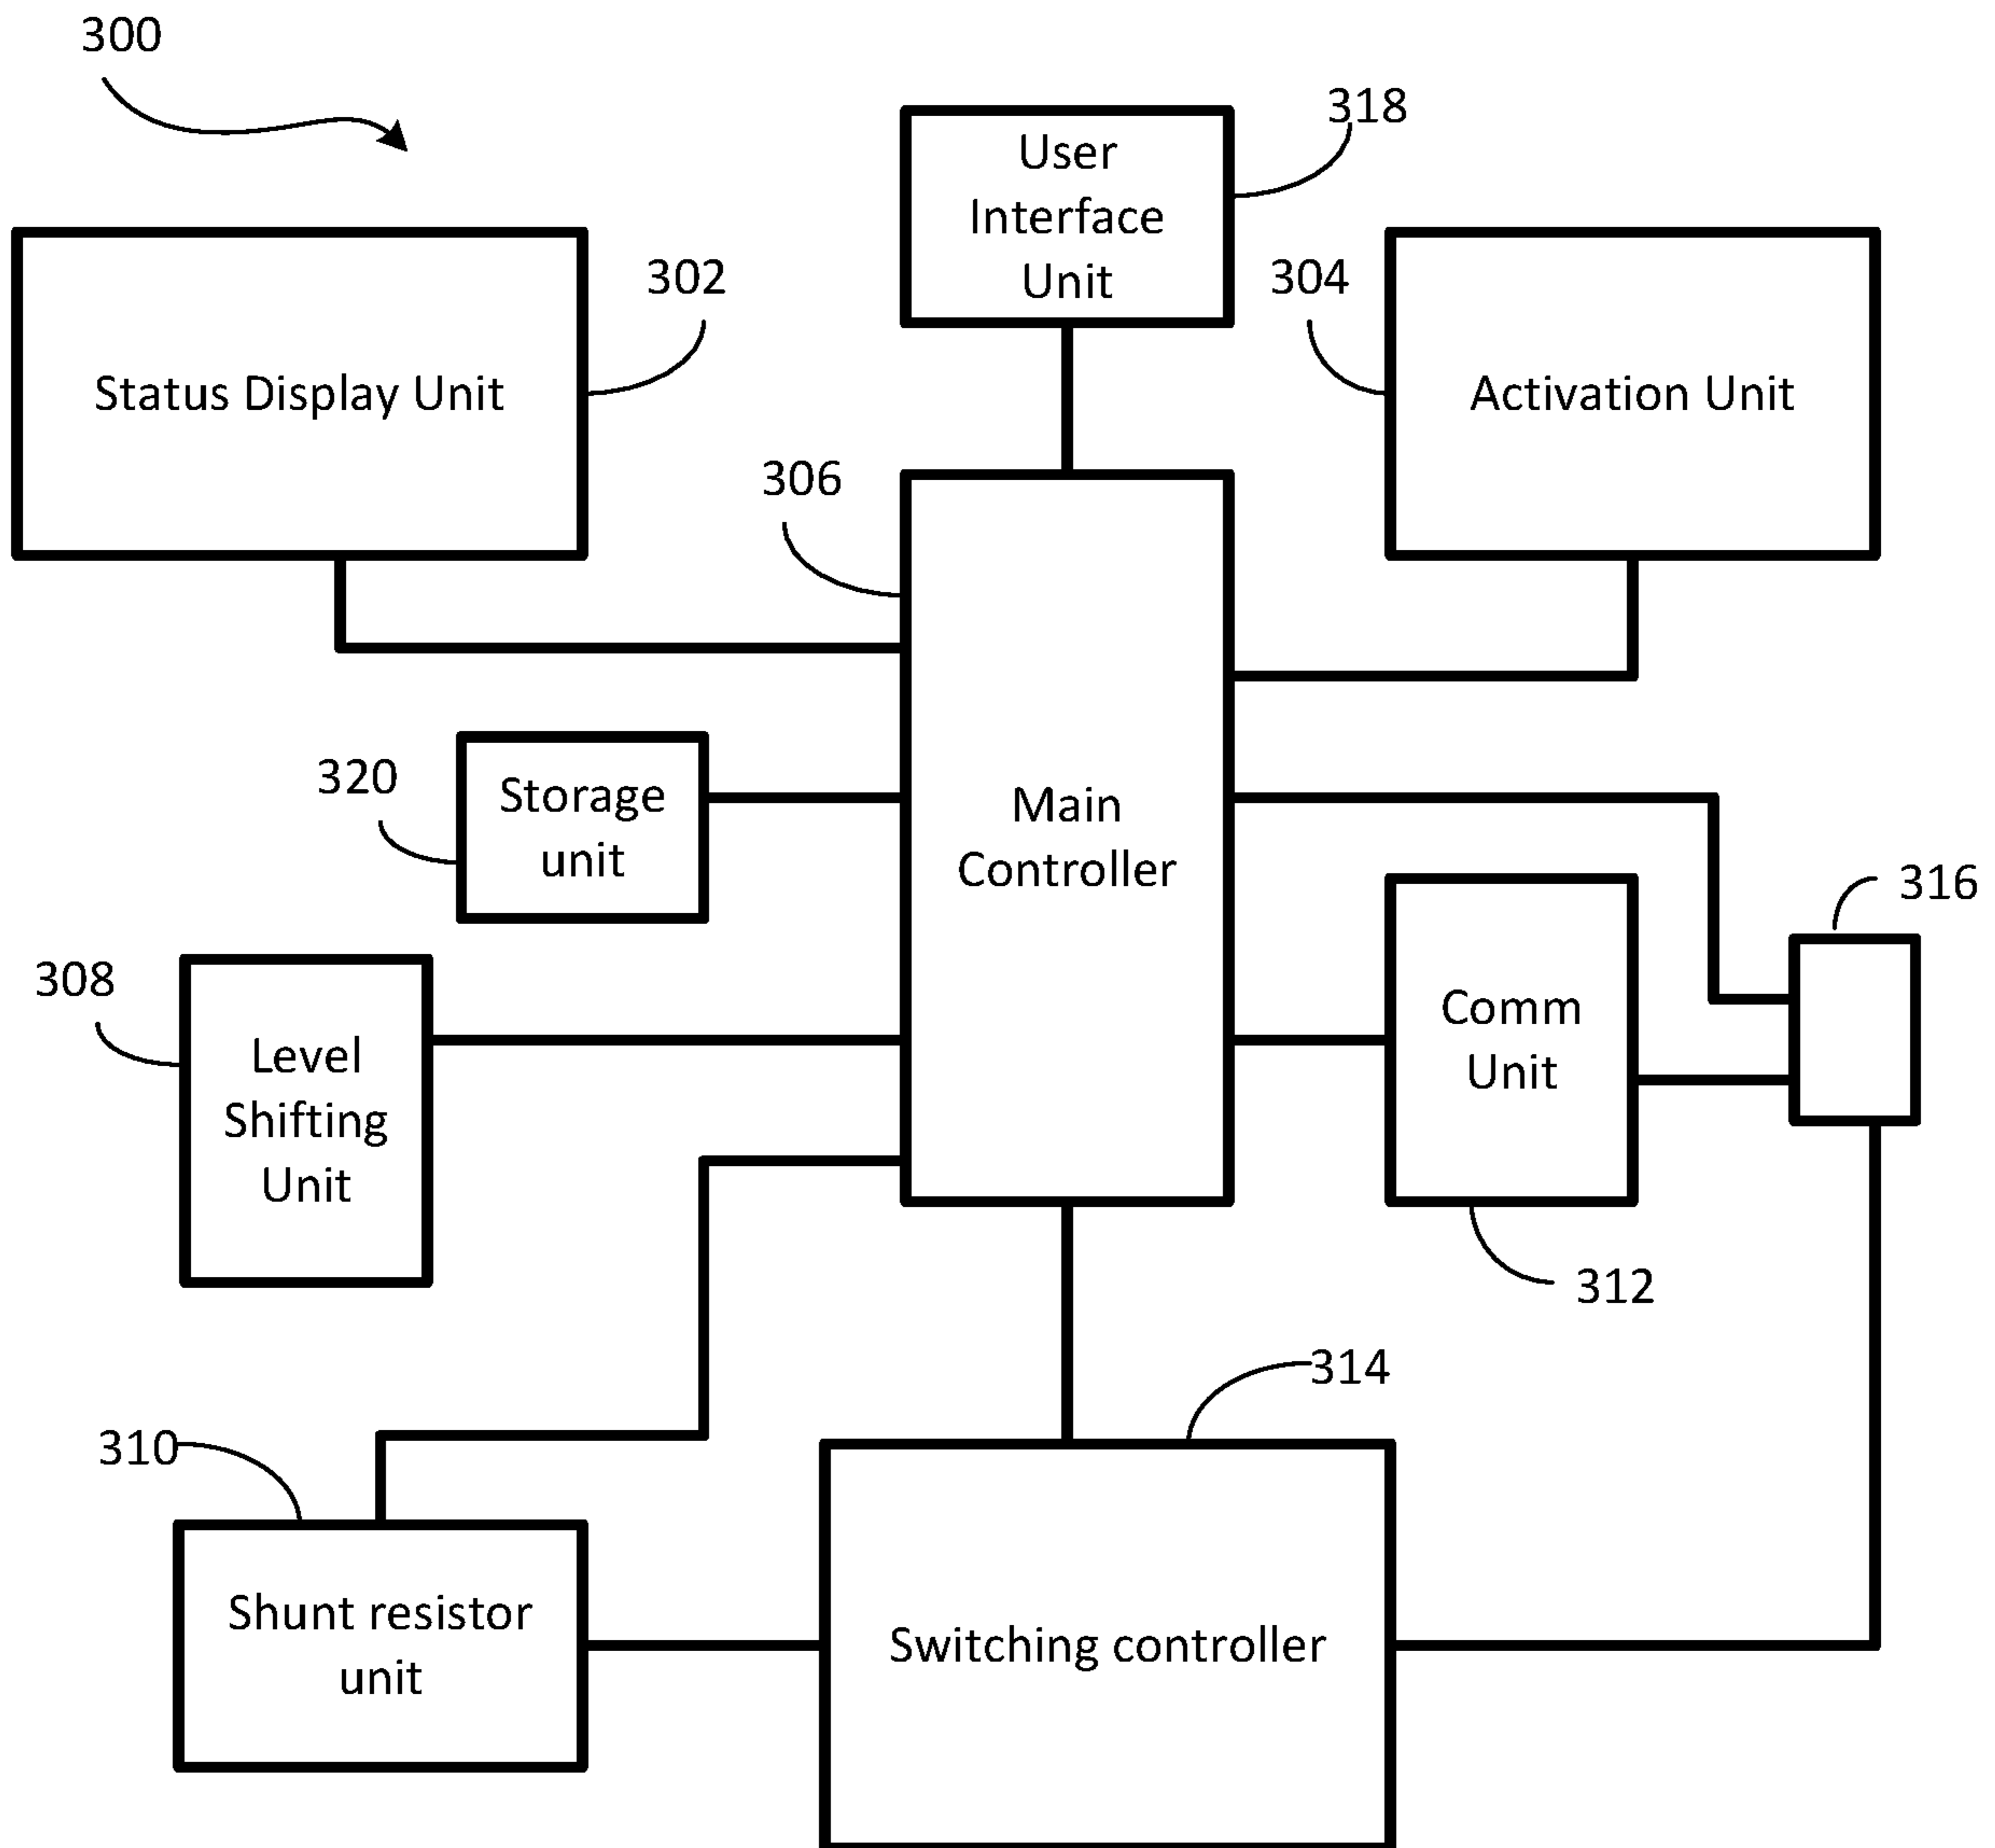 300
318
User
Interface
Unit
302
304
Status Display Unit
Activation Unit
306
320
Storage
unit
Main
Controller
316
308
Level
Shifting
Unit
Comm
Unit
312
314
310
Shunt resistor
unit
Switching controller